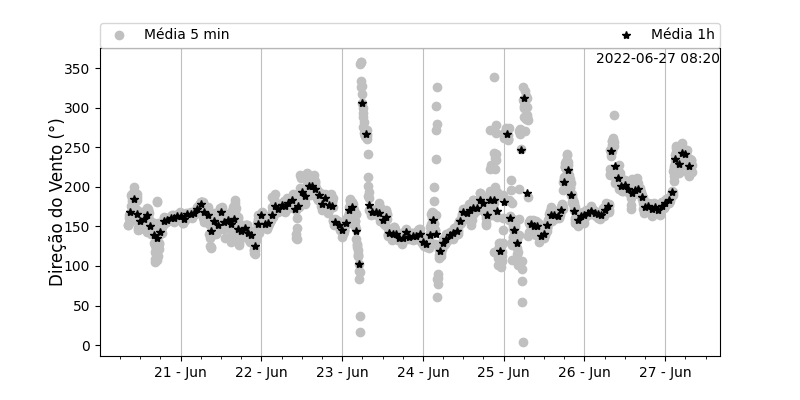 Média 5 min
Média 1h
2022-06-27 08:20
Direção do Vento (°)
350
300
250
200
150
100
50
0
21 - Jun
22 - Jun
23 - Jun
24 - Jun
25 - Jun
26 - Jun
27 - Jun